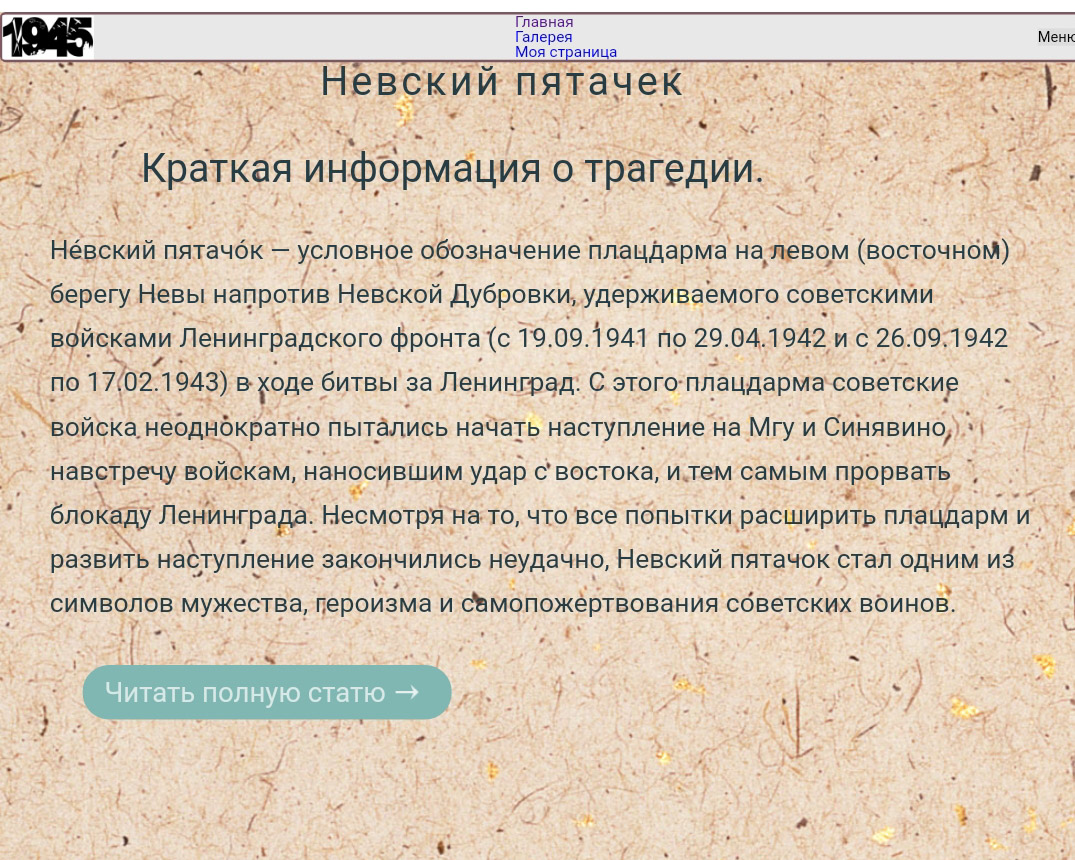 1945
Главная
Галерея
Моя страница
Меню
Невский пятачек
Краткая информация о трагедии.
Не́вский пятачо́к — условное обозначение плацдарма на левом (восточном)
берегу Невы напротив Невской Дубровки, удерживаемого советскими
войсками Ленинградского фронта (с 19.09.1941 по 29.04.1942 и с 26.09.1942
по 17.02.1943) в ходе битвы за Ленинград. С этого плацдарма советские
войска неоднократно пытались начать наступление на Мгу и Синявино
навстречу войскам, наносившим удар с востока, и тем самым прорвать
блокаду Ленинграда. Несмотря на то, что все попытки расширить плацдарм и
развить наступление закончились неудачно, Невский пятачок стал одним из
символов мужества, героизма и самопожертвования советских воинов.
Читать полную статю →